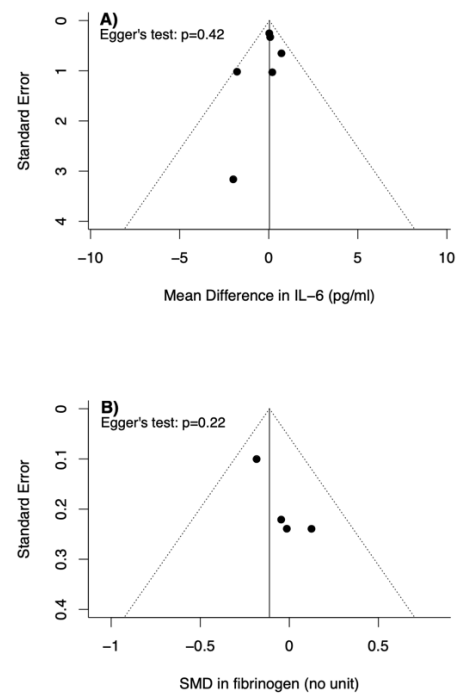 A)
Egger's test: p=0.42
Standard Error
0
1
2
3
4
−10
−5
0
5
10
Mean Difference in IL−6 (pg/ml)
B)
Egger's test: p=0.22
Standard Error
0
0.1
0.2
0.3
0.4
−1
−0.5
0
0.5
SMD in fibrinogen (no unit)